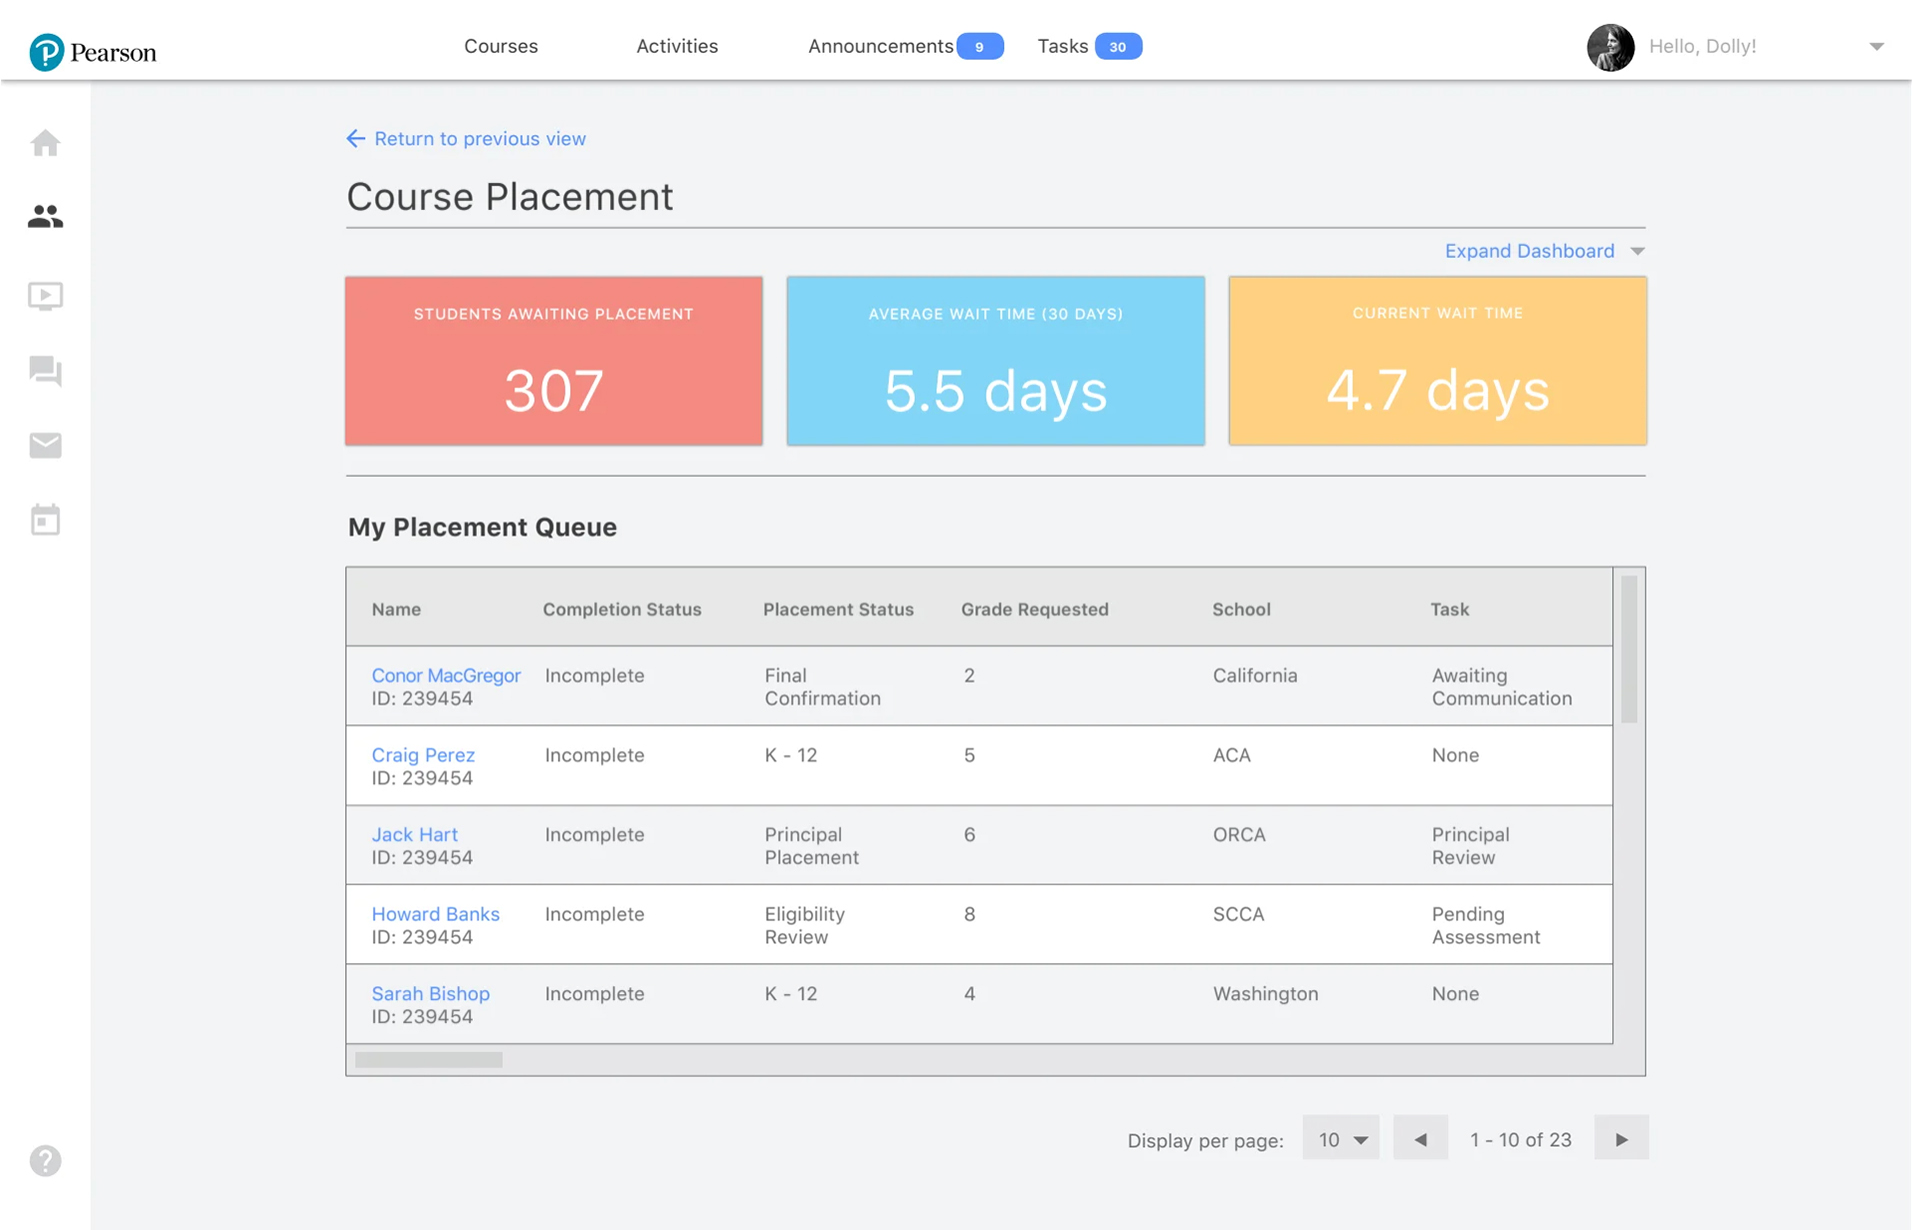 Pearson
Courses
Activities
Announcements 9
Tasks 30
Hello, Dolly!
Return to previous view
Course Placement
Expand Dashboard
STUDENTS AWAITING PLACEMENT
307
AVERAGE WAIT TIME (30 DAYS)
5.5 days
CURRENT WAIT TIME
4.7 days
My Placement Queue
Name Completion Status Placement Status Grade Requested School Task
Conor MacGregor Incomplete Final 2 California Awaiting
ID: 239454 Confirmation Communication
Craig Perez Incomplete K - 12 5 ACA None
ID: 239454
Jack Hart Incomplete Principal 6 ORCA Principal
ID: 239454 Placement Review
Howard Banks Incomplete Eligibility 8 SCCA Pending
ID: 239454 Review Assessment
Sarah Bishop Incomplete K - 12 4 Washington None
ID: 239454
Display per page: 10 1 - 10 of 23